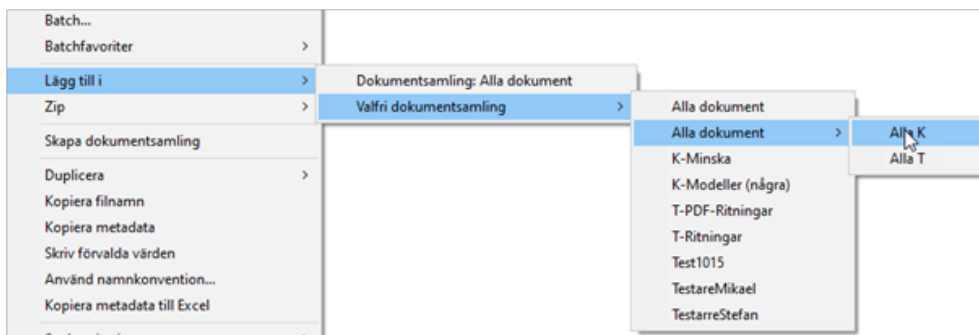 Batch...
Batchfavoriter
Lägg till i
Zip
Skapa dokumentsamling
Duplicera
Kopiera filnamn
Kopiera metadata
Skriv förvalda värden
Använd namnkonvention...
Kopiera metadata till Excel
Dokumentsamling: Alla dokument
Valfri dokumentsamling
Alla dokument
Alla dokument
K-Minska
K-Modeller (några)
T-PDF-Ritningar
T-Ritningar
Test1015
TestareMikael
TestarreStefan
Alla K
Alla T